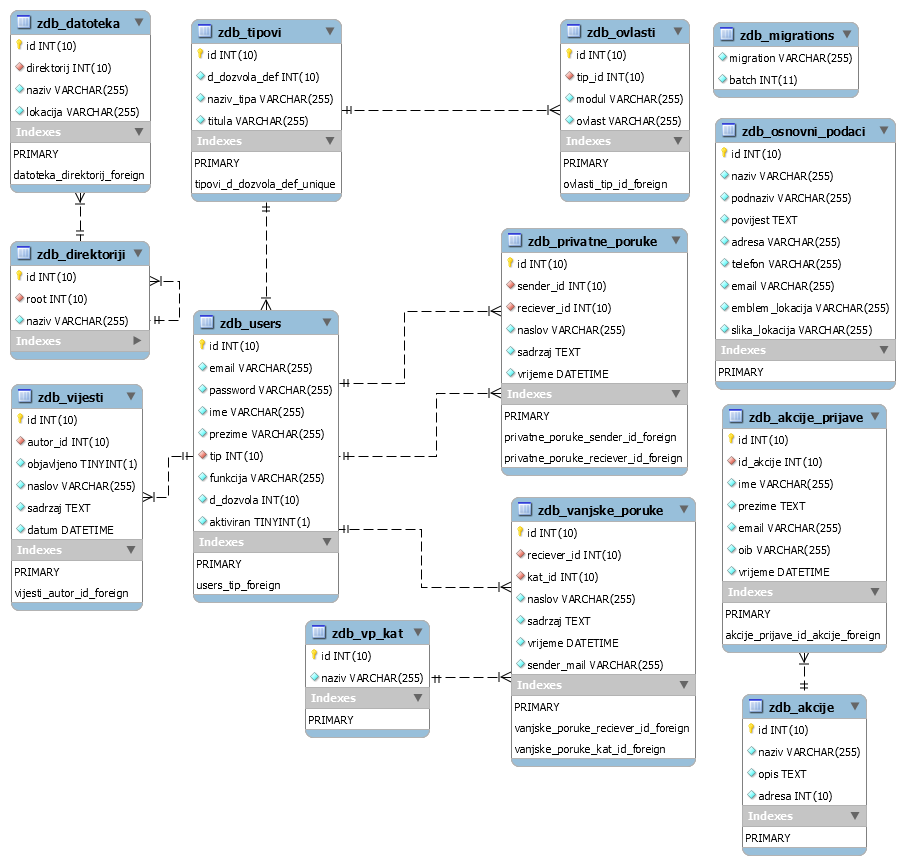 zdb_datoteka
id INT(10)
direktorij INT(10)
naziv VARCHAR(255)
lokacija VARCHAR(255)
Indexes
PRIMARY
datoteka_direktorij_foreign
zdb_tipovi
id INT(10)
d_dozvola_def INT(10)
naziv_tipa VARCHAR(255)
titula VARCHAR(255)
Indexes
PRIMARY
tipovi_d_dozvola_def_unique
zdb_ovlasti
id INT(10)
tip_id INT(10)
modul VARCHAR(255)
ovlast VARCHAR(255)
Indexes
PRIMARY
ovlasti_tip_id_foreign
zdb_migrations
migration VARCHAR(255)
batch INT(11)
zdb_osnovni_podaci
id INT(10)
naziv VARCHAR(255)
podnaziv VARCHAR(255)
povijest TEXT
adresa VARCHAR(255)
telefon VARCHAR(255)
email VARCHAR(255)
emblem_lokacija VARCHAR(255)
slika_lokacija VARCHAR(255)
Indexes
PRIMARY
zdb_direktoriji
id INT(10)
root INT(10)
naziv VARCHAR(255)
Indexes
zdb_privatne_poruke
id INT(10)
sender_id INT(10)
reciever_id INT(10)
naslov VARCHAR(255)
sadrzaj TEXT
vrijeme DATETIME
Indexes
PRIMARY
privatne_poruke_sender_id_foreign
privatne_poruke_reciever_id_foreign
zdb_users
id INT(10)
email VARCHAR(255)
password VARCHAR(255)
ime VARCHAR(255)
prezime VARCHAR(255)
tip INT(10)
funkcija VARCHAR(255)
d_dozvola INT(10)
aktiviran TINYINT(1)
Indexes
PRIMARY
users_tip_foreign
zdb_vijesti
id INT(10)
autor_id INT(10)
objavljeno TINYINT(1)
naslov VARCHAR(255)
sadrzaj TEXT
datum DATETIME
Indexes
PRIMARY
vijesti_autor_id_foreign
zdb_akcije_prijave
id INT(10)
id_akcije INT(10)
ime VARCHAR(255)
prezime TEXT
email VARCHAR(255)
oib VARCHAR(255)
vrijeme DATETIME
Indexes
PRIMARY
akcije_prijave_id_akcije_foreign
zdb_vanjske_poruke
id INT(10)
reciever_id INT(10)
kat_id INT(10)
naslov VARCHAR(255)
sadrzaj TEXT
vrijeme DATETIME
sender_mail VARCHAR(255)
Indexes
PRIMARY
vanjske_poruke_reciever_id_foreign
vanjske_poruke_kat_id_foreign
zdb_vp_kat
id INT(10)
naziv VARCHAR(255)
Indexes
PRIMARY
zdb_akcije
id INT(10)
naziv VARCHAR(255)
opis TEXT
adresa INT(10)
Indexes
PRIMARY